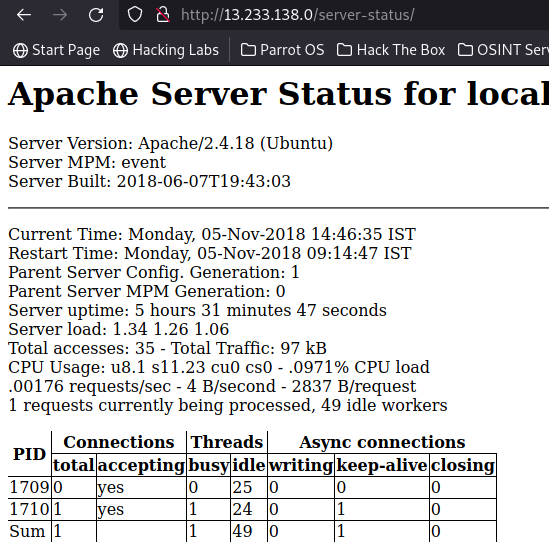 http://13.233.138.0/server-status/
Start Page Hacking Labs Parrot OS Hack The Box OSINT Ser
Apache Server Status for local
Server Version: Apache/2.4.18 (Ubuntu)
Server MPM: event
Server Built: 2018-06-07T19:43:03
Current Time: Monday, 05-Nov-2018 14:46:35 IST
Restart Time: Monday, 05-Nov-2018 09:14:47 IST
Parent Server Config. Generation: 1
Parent Server MPM Generation: 0
Server uptime: 5 hours 31 minutes 47 seconds
Server load: 1.34 1.26 1.06
Total accesses: 35 - Total Traffic: 97 kB
CPU Usage: u8.1 s11.23 cu0 cs0 - .0971% CPU load
.00176 requests/sec - 4 B/second - 2837 B/request
1 requests currently being processed, 49 idle workers
PID Connections Threads Async connections
total accepting busy idle writing keep-alive closing
1709 0 yes 0 25 0 0 0
1710 1 yes 1 24 0 1 0
Sum 1 1 49 0 1 0